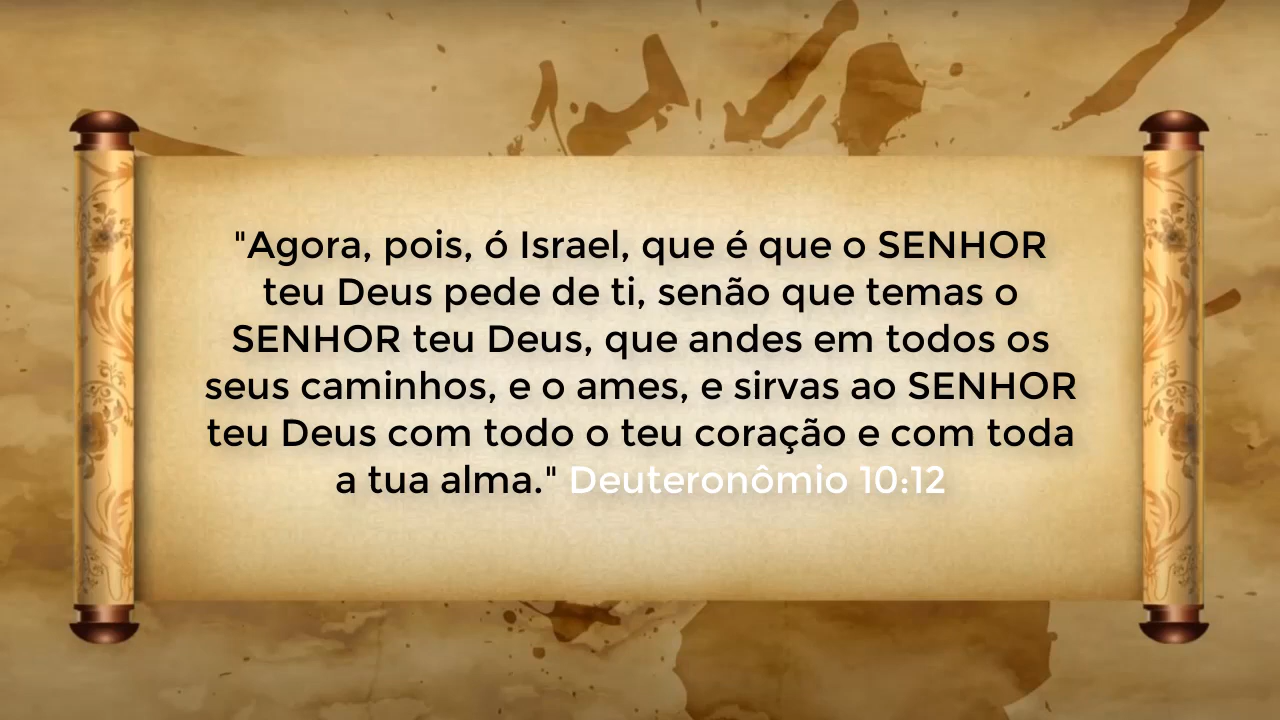 "Agora, pois, ó Israel, que é que o SENHOR
teu Deus pede de ti, senão que temas o
SENHOR teu Deus, que andes em todos os
seus caminhos, e o ames, e sirvas ao SENHOR
teu Deus com todo o teu coração e com toda
a tua alma." Deuteronômio 10:12